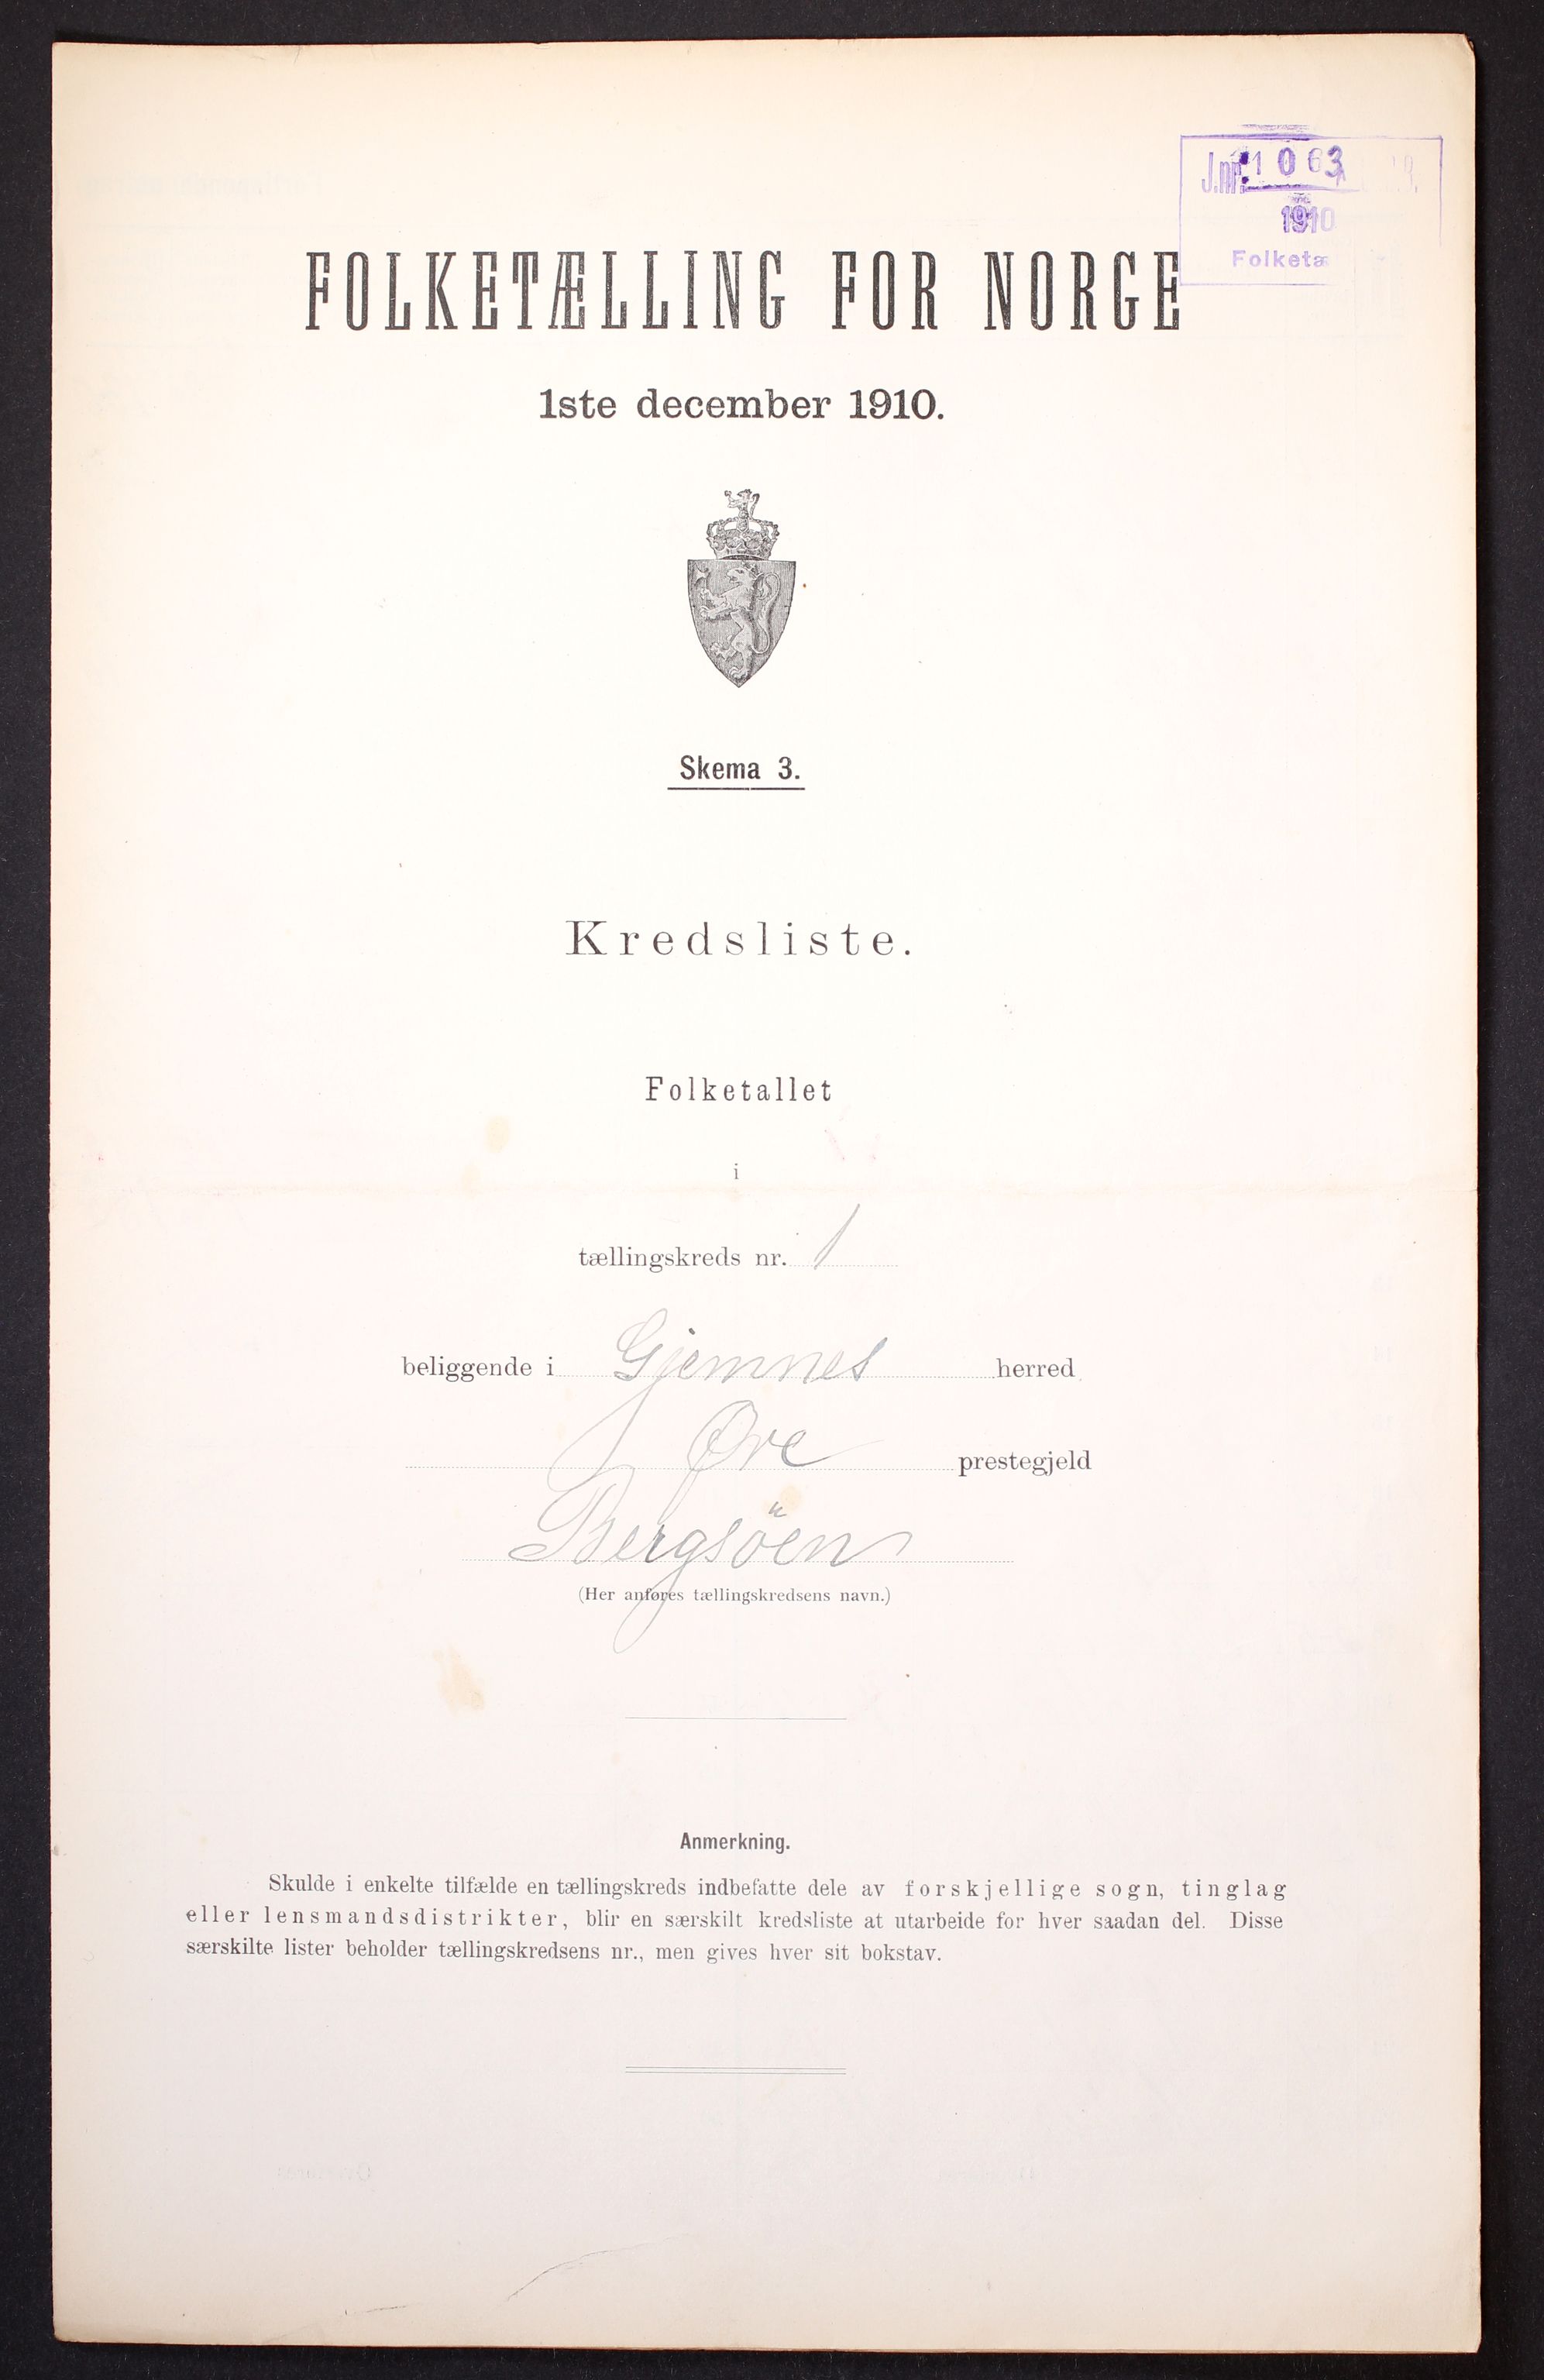 J.nr. 1063
1910
Folketæ
FOLKETÆLLING FOR NORGE
1ste december 1910.
Skema 3.
Kredsliste.
Folketallet
i
tællingskreds nr. 1
beliggende i Gjemnes herred
Øre prestegjeld
Bergsöen
(Her anføres tællingskredsens navn.)
Anmerkning.
Skulde i enkelte tilfælde en tællingskreds indbefatte dele av forskjellige sogn, tinglag
eller lensmandsdistrikter, blir en særskilt kredsliste at utarbeide for hver saadan del. Disse
særskilte lister beholder tællingskredsens nr., men gives hver sit bokstav.